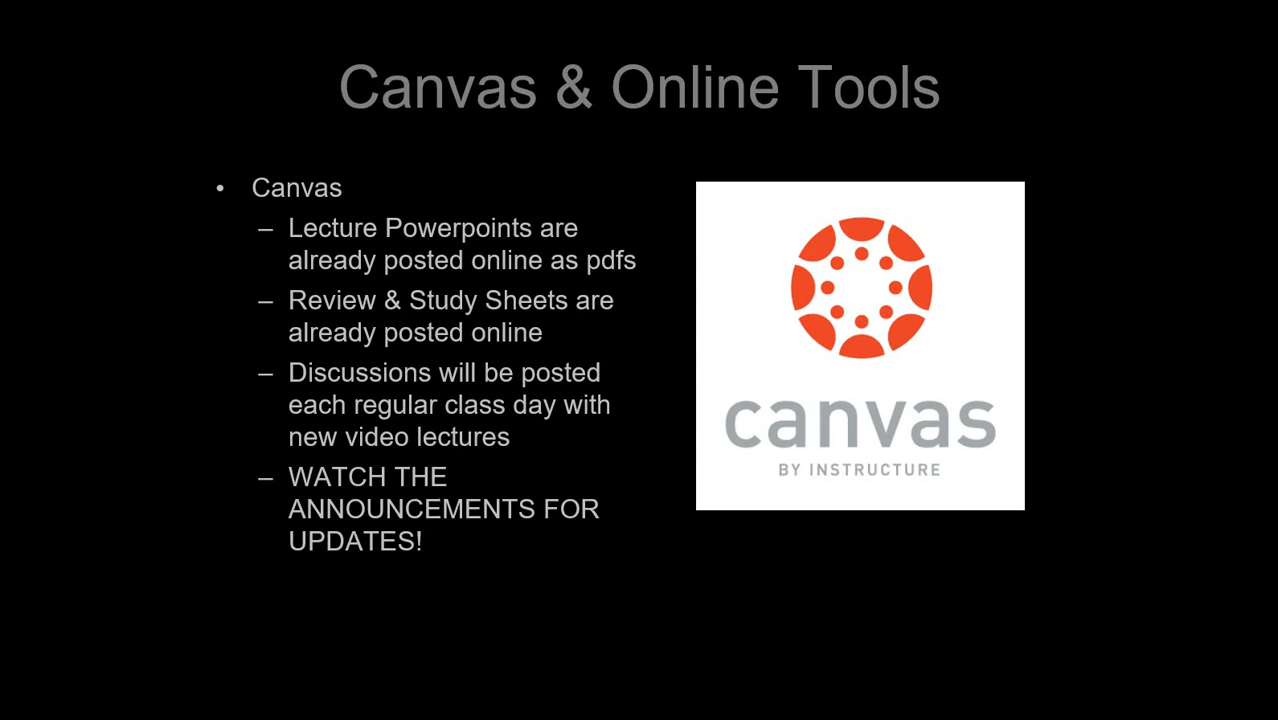 Canvas & Online Tools
• Canvas
– Lecture Powerpoints are
already posted online as pdfs
– Review & Study Sheets are
already posted online
– Discussions will be posted
each regular class day with
new video lectures
– WATCH THE
ANNOUNCEMENTS FOR
UPDATES!
canvas
BY INSTRUCTURE